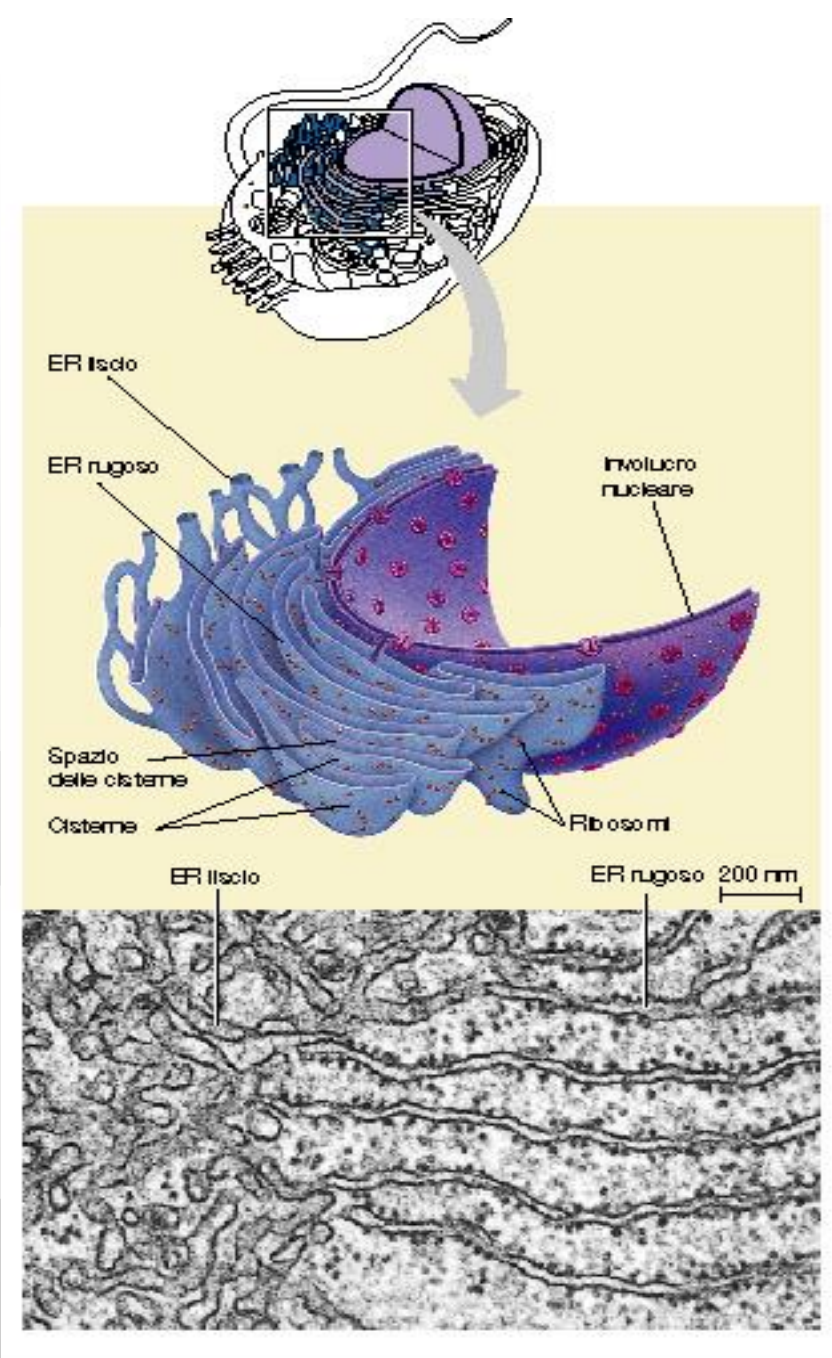 ER liscio
ER rugoso
Involucro
nucleare
Spazio
delle cisterne
Cisterne
Ribosomi
ER liscio
ER rugoso 200 nm